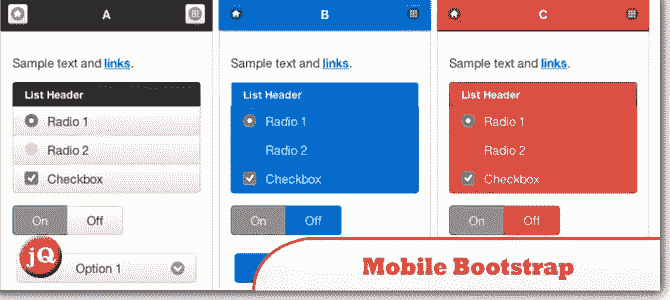 A
Sample text and links.
List Header
Radio 1
Radio 2
Checkbox
On Off
jQ
Option 1
B
Sample text and links.
List Header
Radio 1
Radio 2
Checkbox
On Off
C
Sample text and links.
List Header
Radio 1
Radio 2
Checkbox
On Off
Mobile Bootstrap